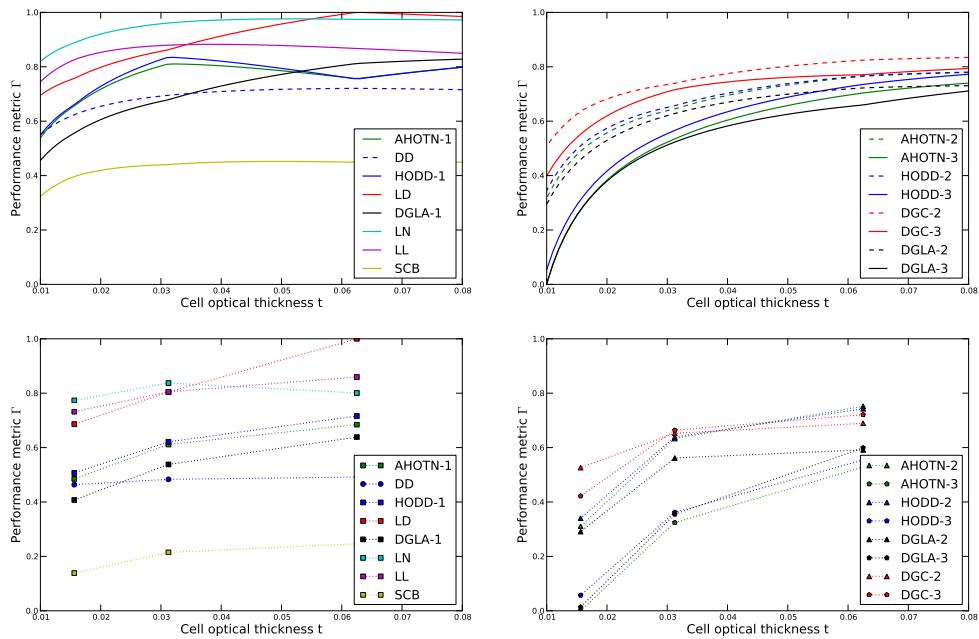 Performance metric Γ
1.0
0.8
0.6
0.4
0.2
0.0
0.01 0.02 0.03 0.04 0.05 0.06 0.07 0.08
Cell optical thickness t
AHOTN-1
DD
HODD-1
LD
DGLA-1
LN
LL
SCB
Performance metric Γ
1.0
0.8
0.6
0.4
0.2
0.0
0.01 0.02 0.03 0.04 0.05 0.06 0.07 0.08
Cell optical thickness t
AHOTN-2
AHOTN-3
HODD-2
HODD-3
DGC-2
DGC-3
DGLA-2
DGLA-3
Performance metric Γ
1.0
0.8
0.6
0.4
0.2
0.0
0.01 0.02 0.03 0.04 0.05 0.06 0.07 0.08
Cell optical thickness t
AHOTN-1
DD
HODD-1
LD
DGLA-1
LN
LL
SCB
Performance metric Γ
1.0
0.8
0.6
0.4
0.2
0.0
0.01 0.02 0.03 0.04 0.05 0.06 0.07 0.08
Cell optical thickness t
AHOTN-2
AHOTN-3
HODD-2
HODD-3
DGLA-2
DGLA-3
DGC-2
DGC-3